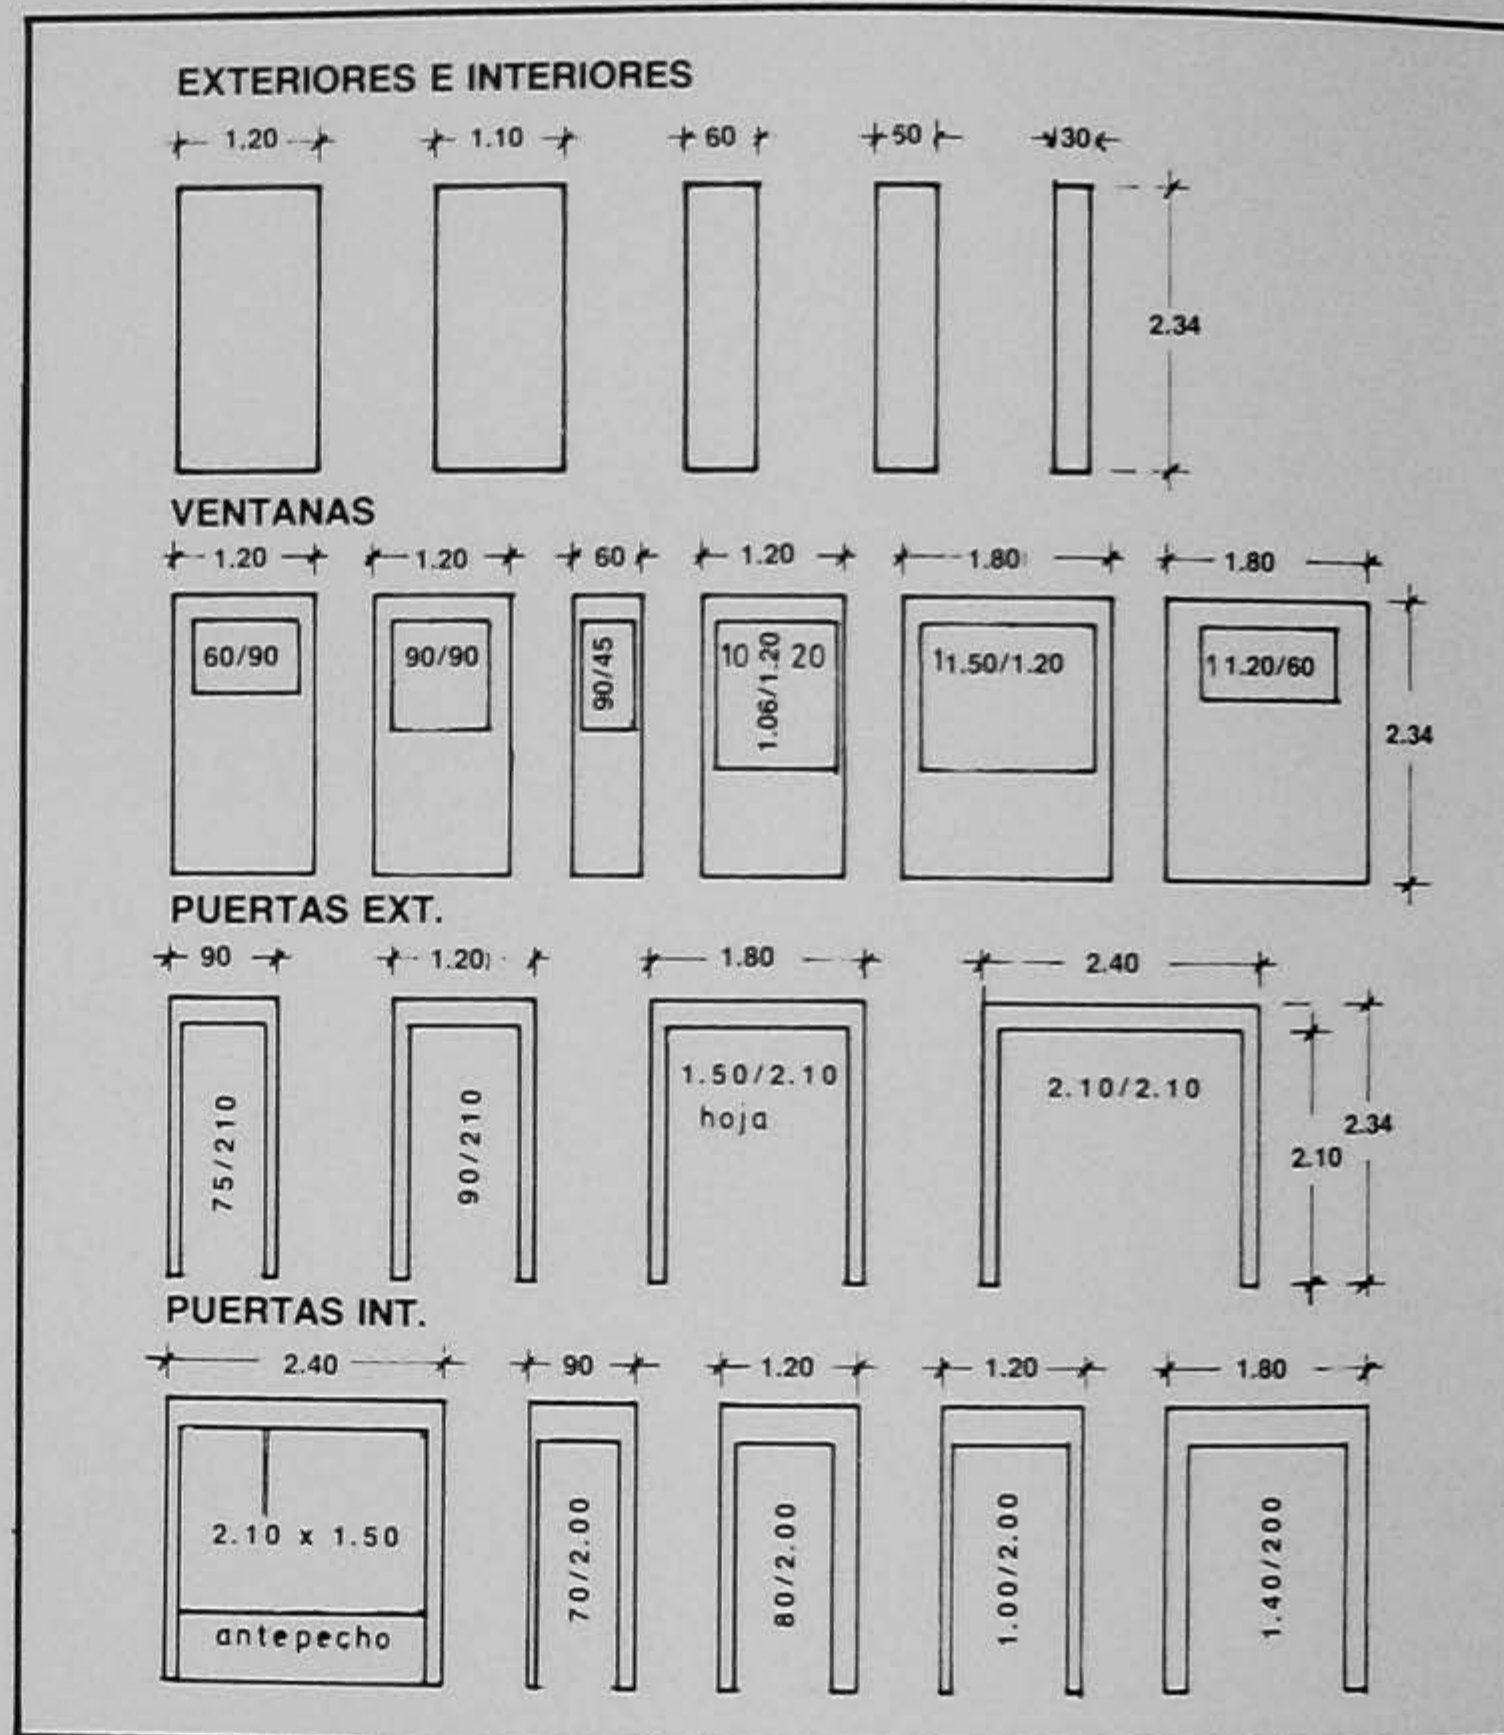 EXTERIORES E INTERIORES
1.20 1.10 60 50 30
2.34
VENTANAS
1.20 1.20 60 1.20 1.80 1.80
60/90 90/90 90/45 10 20 1.06/1.20 11.50/1.20 1 1.20/60
2.34
PUERTAS EXT.
90 1.20 1.80 2.40
75/210 90/210 1.50/2.10 2.10/2.10
hoja
2.34
2.10
PUERTAS INT.
2.40 90 1.20 1.20 1.80
2.10 x 1.50 70/2.00 80/2.00 1.00/2.00 1.40/200
antepecho